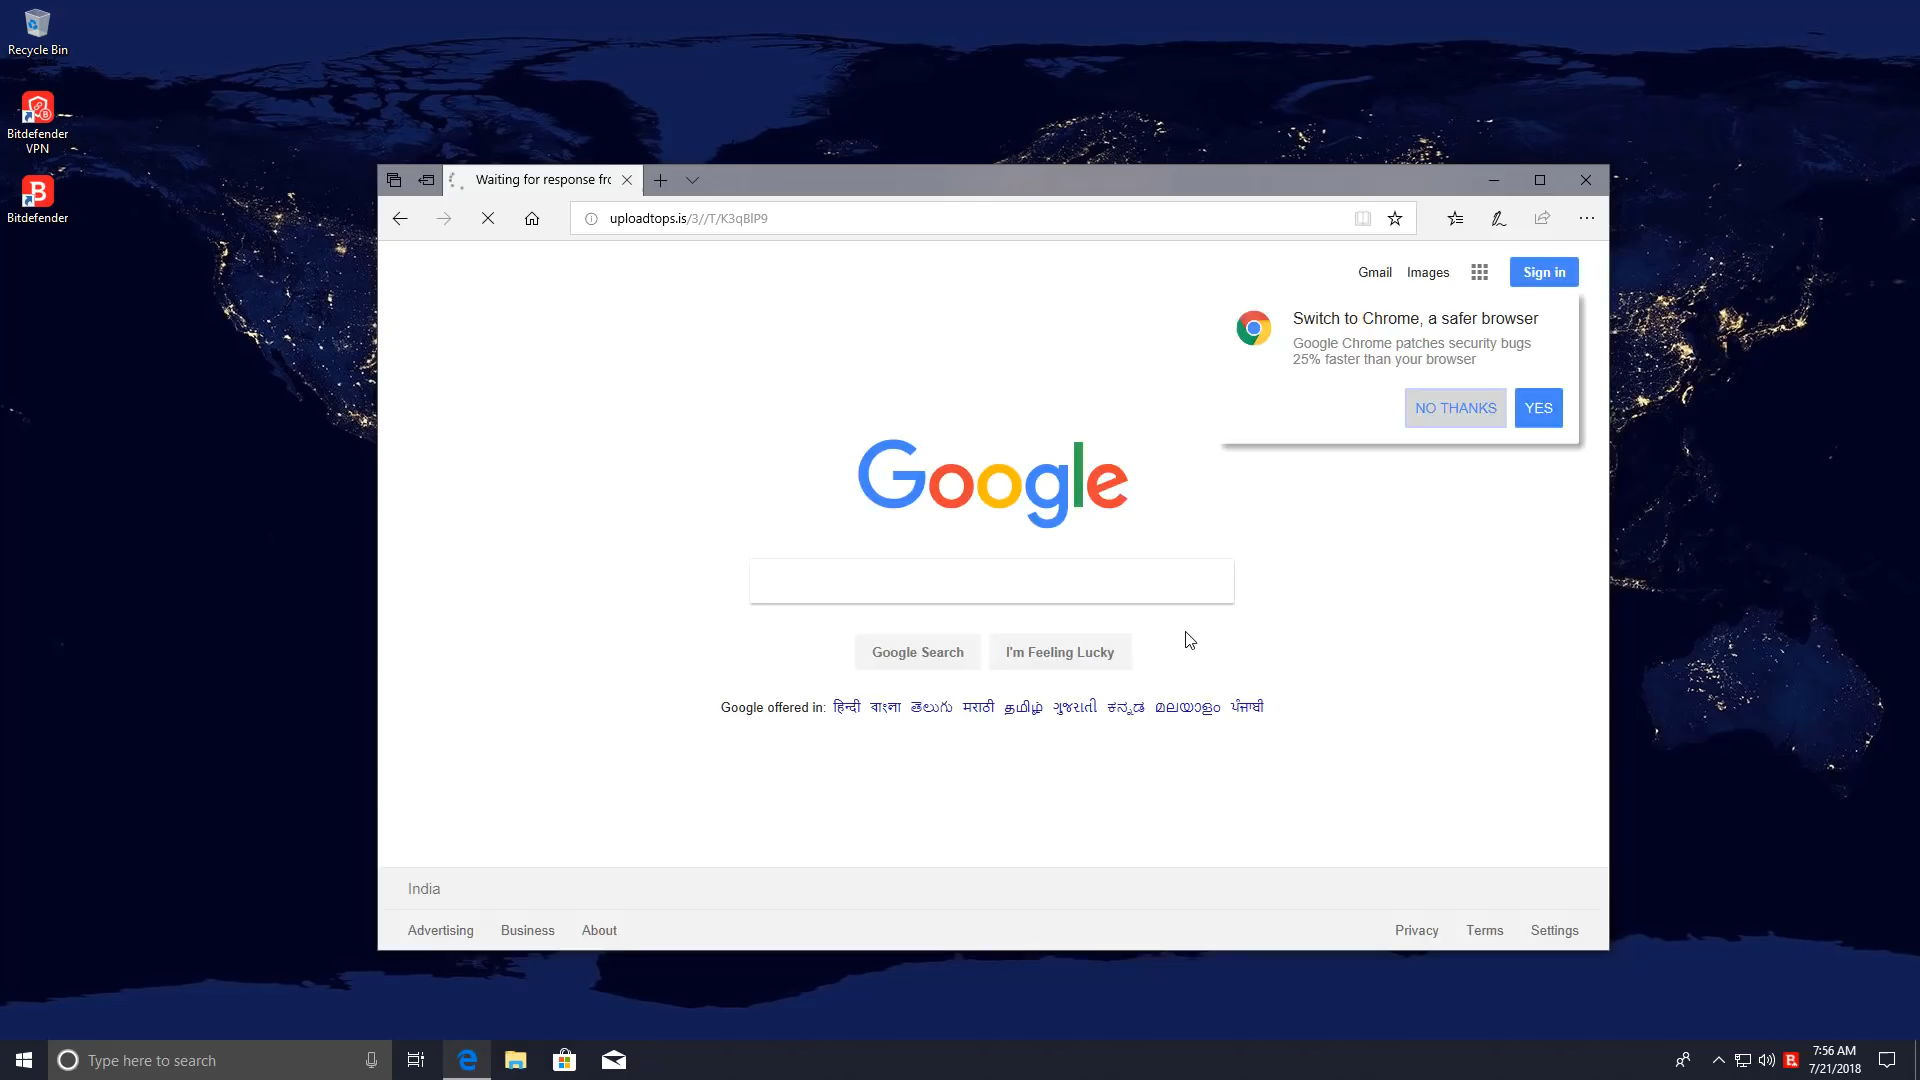 Recycle Bin
Bitdefender
VPN
Bitdefender
Waiting for response fro
uploadtops.is/3//T/K3qBlP9
Gmail Images Sign in
Switch to Chrome, a safer browser
Google Chrome patches security bugs
25% faster than your browser
NO THANKS YES
Google
Google Search I'm Feeling Lucky
Google offered in: हिन्दी বাংলা తెలుగు मराठी தமிழ் ગુજરાતી ಕನ್ನಡ മലയാളം ਪੰਜਾਬੀ
India
Advertising Business About Privacy Terms Settings
Type here to search
7:56 AM
7/21/2018